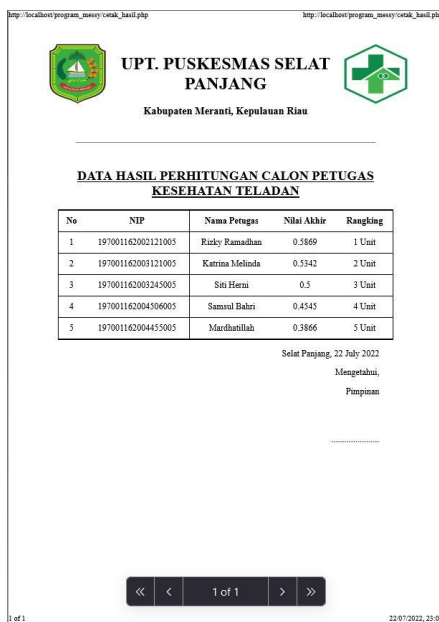 http://localhost/program_messy/cetak_hasil.php http://localhost/program_messy/cetak_hasil.ph
UPT. PUSKESMAS SELAT
PANJANG
Kabupaten Meranti, Kepulauan Riau
DATA HASIL PERHITUNGAN CALON PETUGAS
KESEHATAN TELADAN
No NIP Nama Petugas Nilai Akhir Rangking
1 197001162002121005 Rizky Ramadhan 0.5869 1 Unit
2 197001162003121005 Katrina Melinda 0.5342 2 Unit
3 197001162003245005 Siti Herni 0.5 3 Unit
4 197001162004506005 Samsul Bahri 0.4545 4 Unit
5 197001162004455005 Mardhatillah 0.3866 5 Unit
Selat Panjang, 22 July 2022
Mengetahui,
Pimpinan
........................
1 of 1
1 of 1 22/07/2022, 23:0